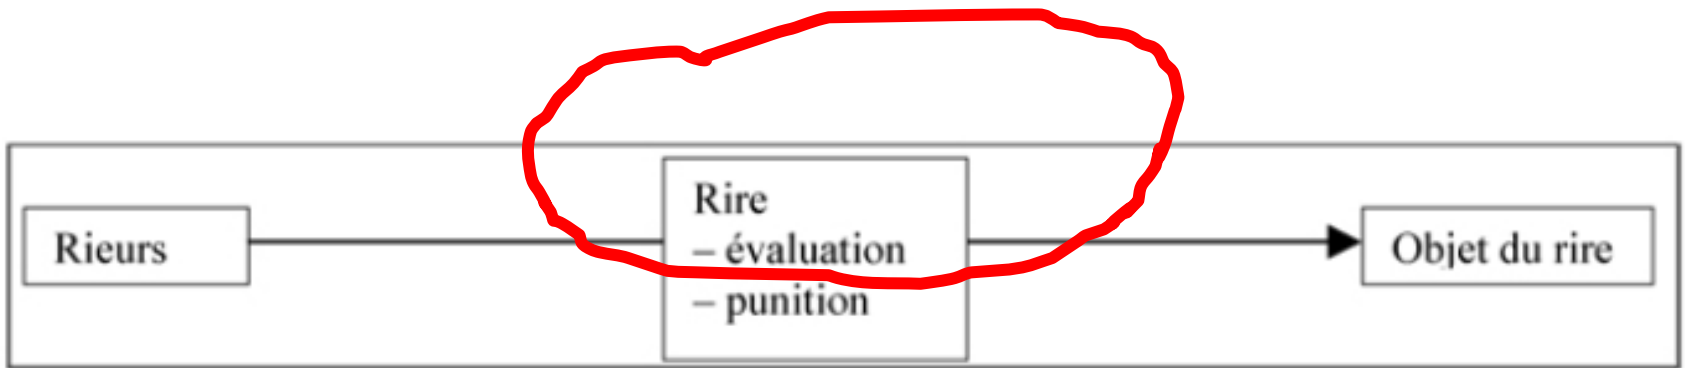 Rieurs
Rire
– évaluation
– punition
Objet du rire